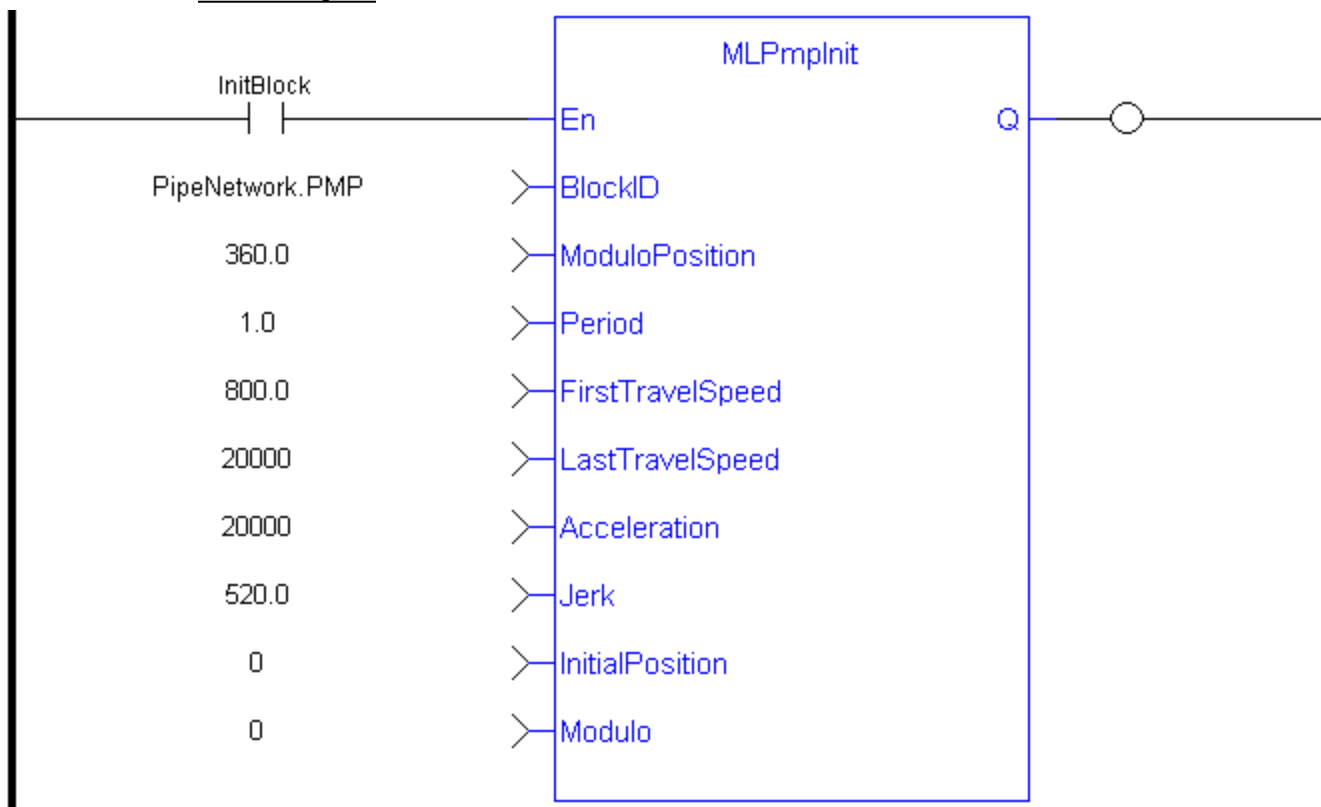 MLPmpInit
InitBlock
En
Q
PipeNetwork.PMP
BlockID
360.0
ModuloPosition
1.0
Period
800.0
FirstTravelSpeed
20000
LastTravelSpeed
20000
Acceleration
520.0
Jerk
0
InitialPosition
0
Modulo